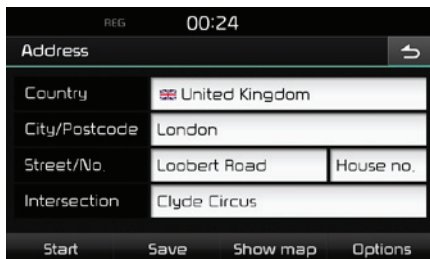 REG 00:24
Address
Country United Kingdom
City/Postcode London
Street/No. Loobert Road House no.
Intersection Clyde Circus
Start Save Show map Options